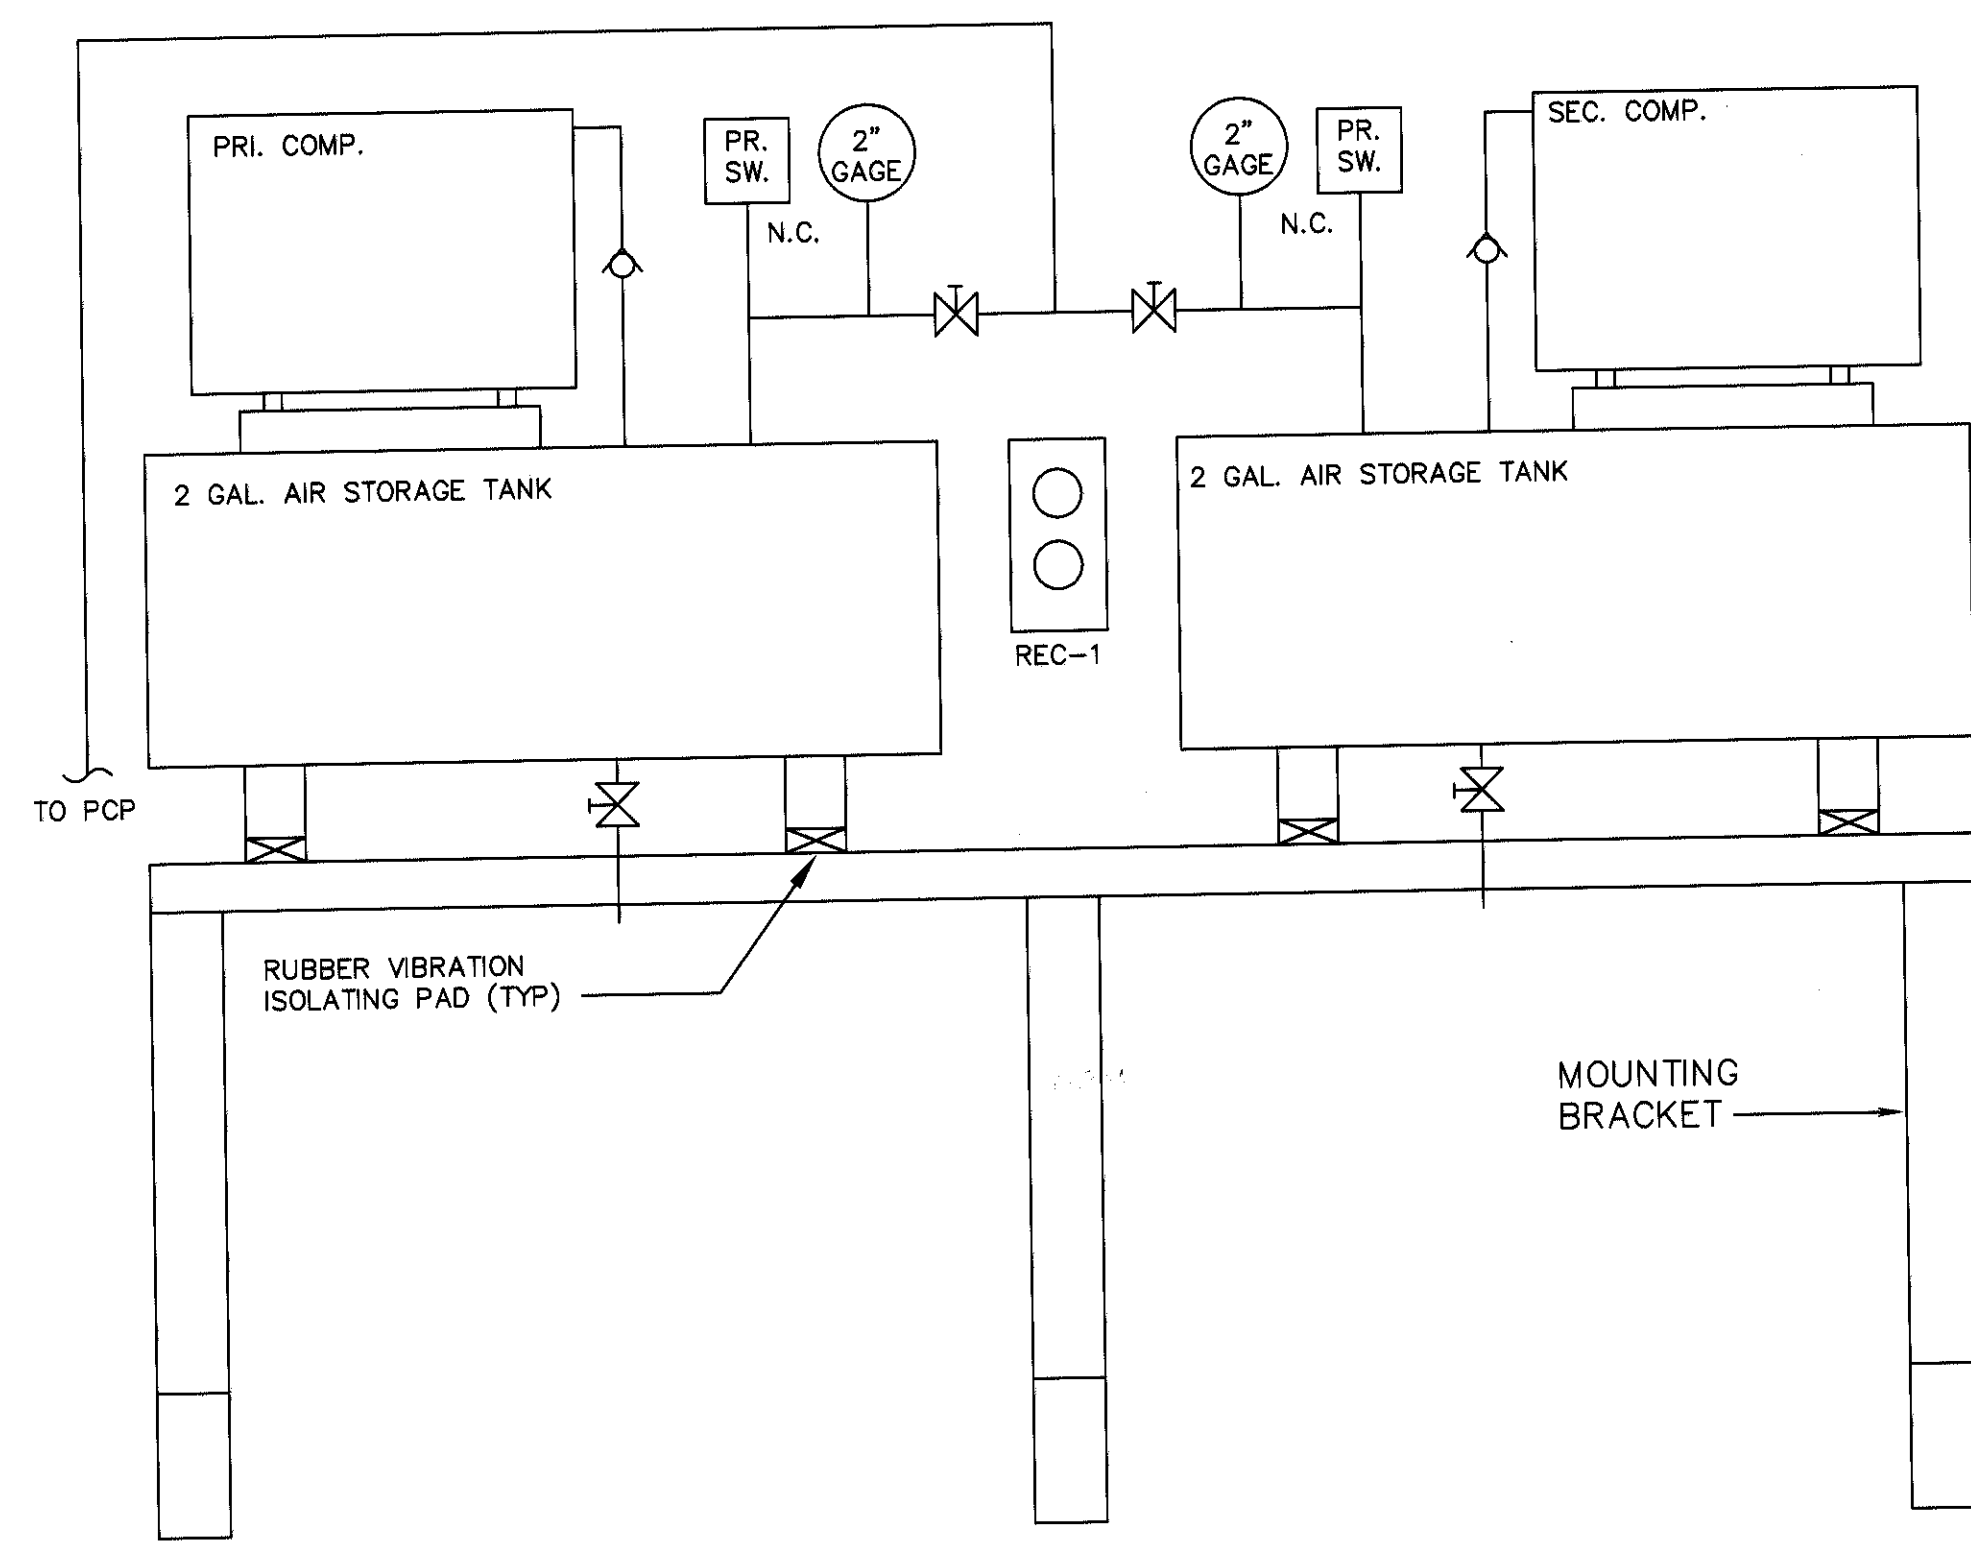 PRI. COMP.
PR.
SW.
2"
GAGE
2"
GAGE
PR.
SW.
SEC. COMP.
N.C.
N.C.
2 GAL. AIR STORAGE TANK
2 GAL. AIR STORAGE TANK
REC-1
TO PCP
RUBBER VIBRATION
ISOLATING PAD (TYP)
MOUNTING
BRACKET